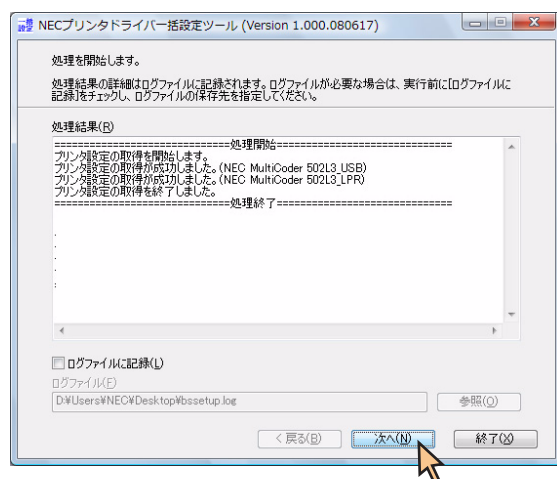 NECプリンタドライバー括設定ツール (Version 1.000.080617)
処理を開始します。
処理結果の詳細はログファイルに記録されます。ログファイルが必要な場合は、実行前に[ログファイルに
記録]をチェックし、ログファイルの保存先を指定してください。
処理結果(R)
==============================処理開始==============================
プリンタ設定の取得を開始します。
プリンタ設定の取得が成功しました。(NEC MultiCoder 502L3_USB)
プリンタ設定の取得が成功しました。(NEC MultiCoder 502L3_LPR)
プリンタ設定の取得を終了しました。
==============================処理終了==============================
ログファイルに記録(L)
ログファイル(F)
D:¥Users¥NEC¥Desktop¥bssetup.log
参照(O)
< 戻る(B)
次へ(N)
終了(X)